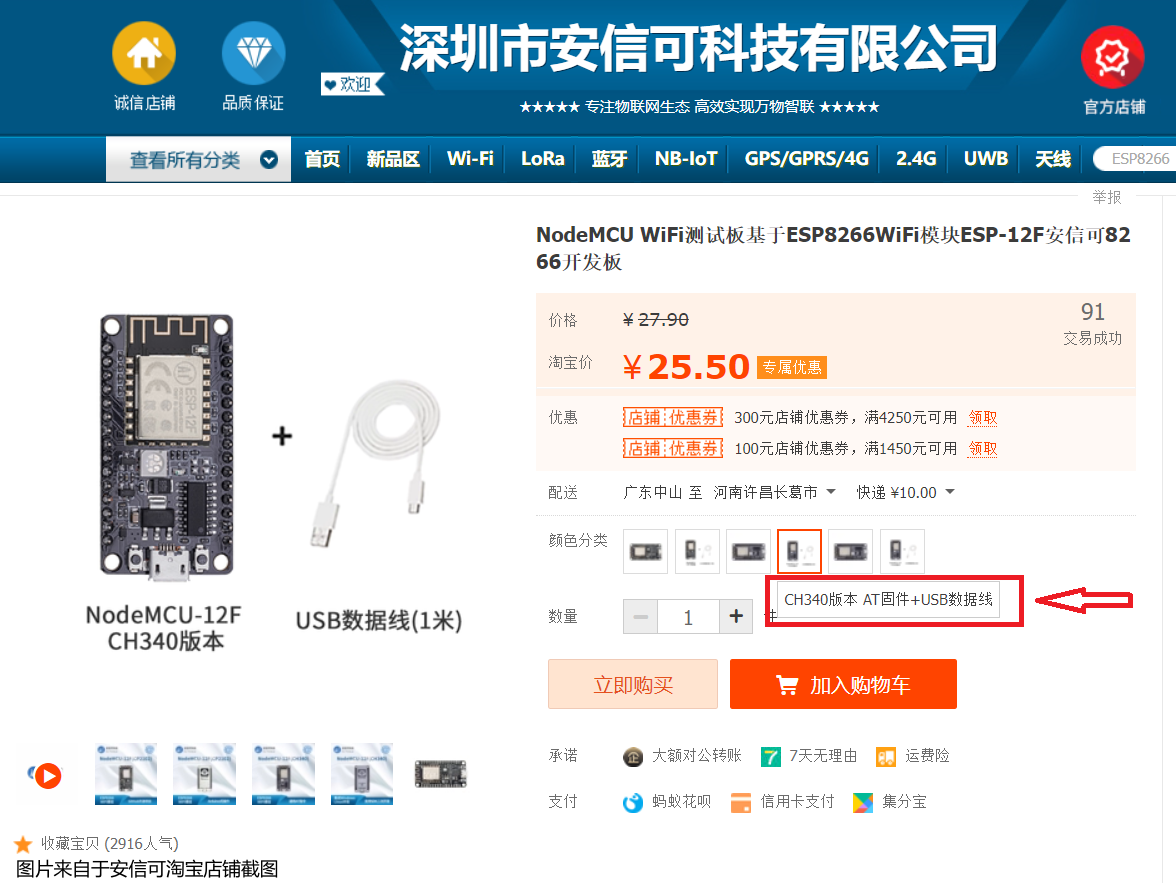 深圳市安信可科技有限公司
诚信店铺
品质保证
欢迎
★★★★★ 专注物联网生态 高效实现万物智联 ★★★★★
官方店铺
查看所有分类 首页 新品区 Wi-Fi LoRa 蓝牙 NB-IoT GPS/GPRS/4G 2.4G UWB 天线 ESP8266
举报
NodeMCU WiFi测试板基于ESP8266WiFi模块ESP-12F安信可82
66开发板
价格 ¥ 27.90
91
交易成功
淘宝价 ¥ 25.50 专属优惠
优惠 店铺优惠券 300元店铺优惠券，满4250元可用 领取
店铺优惠券 100元店铺优惠券，满1450元可用 领取
配送 广东中山 至 河南许昌长葛市 快递 ¥10.00
颜色分类
CH340版本 AT固件+USB数据线
数量 1 件
立即购买 加入购物车
ESP-12F
+
NodeMCU-12F
CH340版本
USB数据线(1米)
承诺 企 大额对公转账 7 7天无理由 运费险
支付 蚂蚁花呗 信用卡支付 集分宝
收藏宝贝 (2916人气)
图片来自于安信可淘宝店铺截图